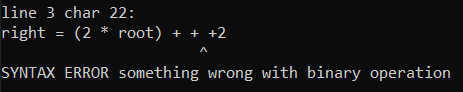 line 3 char 22:
right = (2 * root) + + +2
^
SYNTAX ERROR something wrong with binary operation